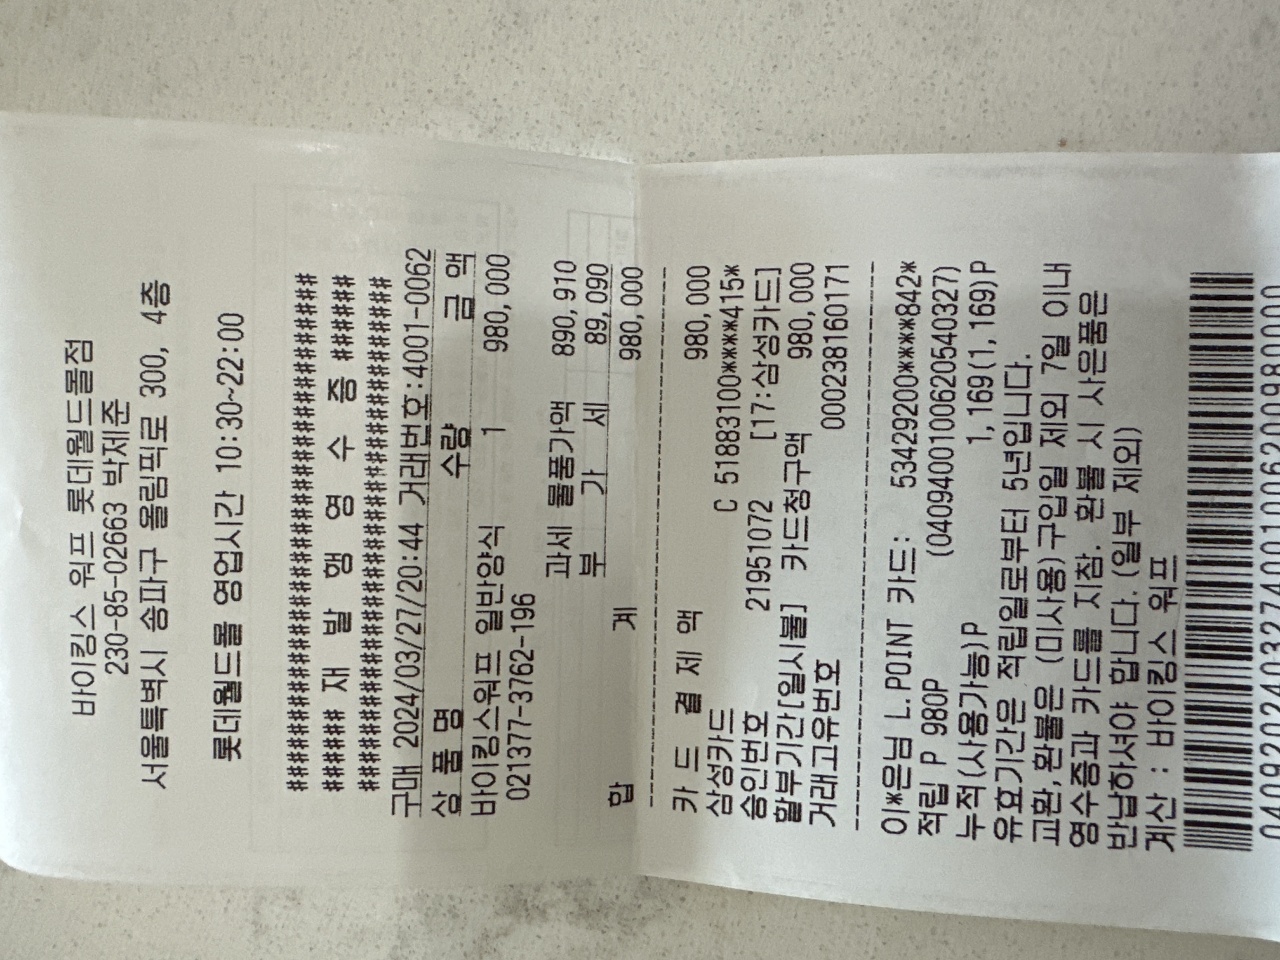 바이킹스 워프 롯데월드몰점
230-85-02663 박제준
서울특벽시 송파구 올림픽로 300, 4층
롯데월드몰 영업시간 10:30~22:00
###################################
###### 재 발 행 영 수 증 ######
###################################
구매 2024/03/27/20:44 거래번호:4001-0062
상 품 명 수량 금 액
바이킹스워프 일반양식 1 980,000
021377-3762-196
과세 물품가액 890,910
부 가 세 89,090
합 계 980,000
카 드 결 제 액 980,000
삼성카드 C 51883100****415*
승인번호 21951072 [17:삼성카드]
할부기간[일시불] 카드청구액 980,000
거래고유번호 000238160171
이*은님 L.POINT 카드: 53429200****842*
적립 P 980P (0409400100620540327)
누적(사용가능)P 1,169(1,169)P
유효기간은 적립일로부터 5년입니다.
교환,환불은 (미사용)구입일 제외 7일 이내
영수증과 카드를 지참. 환불 시 사은품은
반납하셔야 합니다.(일부 제외)
계산 : 바이킹스 워프